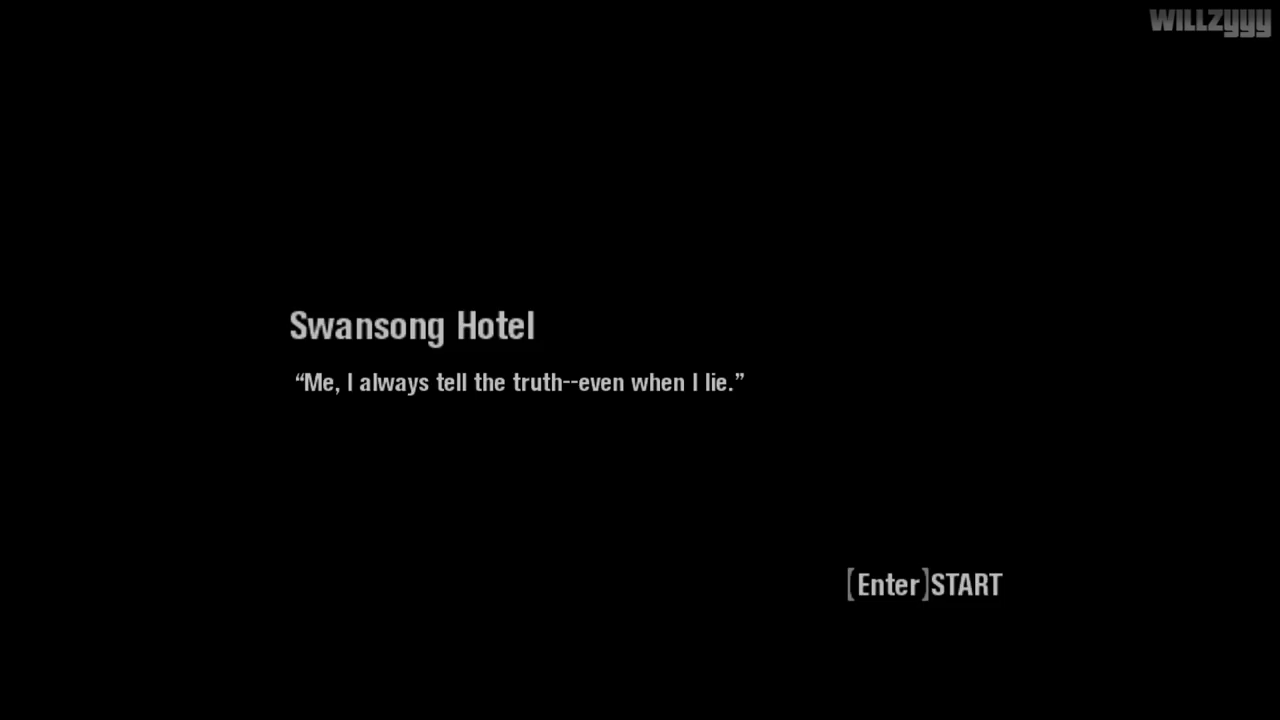 WILLZyyy
Swansong Hotel
“Me, I always tell the truth--even when I lie.”
[Enter]START